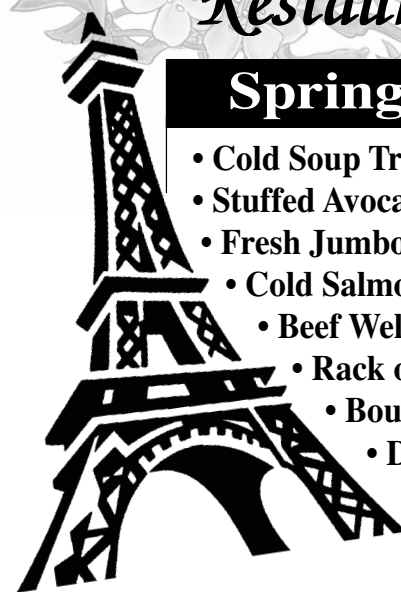 Restau
Spring
• Cold Soup Tr
• Stuffed Avoca
• Fresh Jumbo
• Cold Salmo
• Beef Wel
• Rack o
• Bou
• D